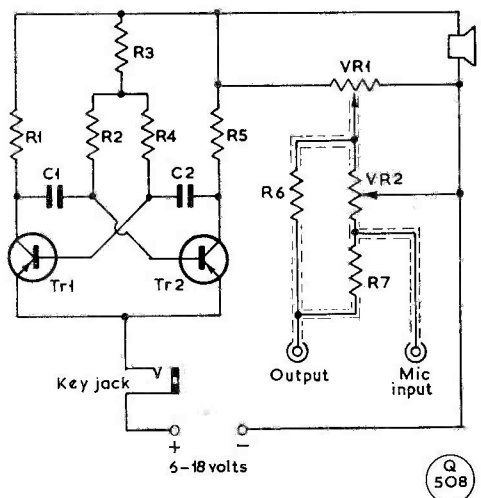 R3
VR1
R1
R2
R4
R5
C1
C2
R6
VR2
Tr1
Tr2
R7
Key jack
Output
Mic input
+
−
6-18 volts
Q 508